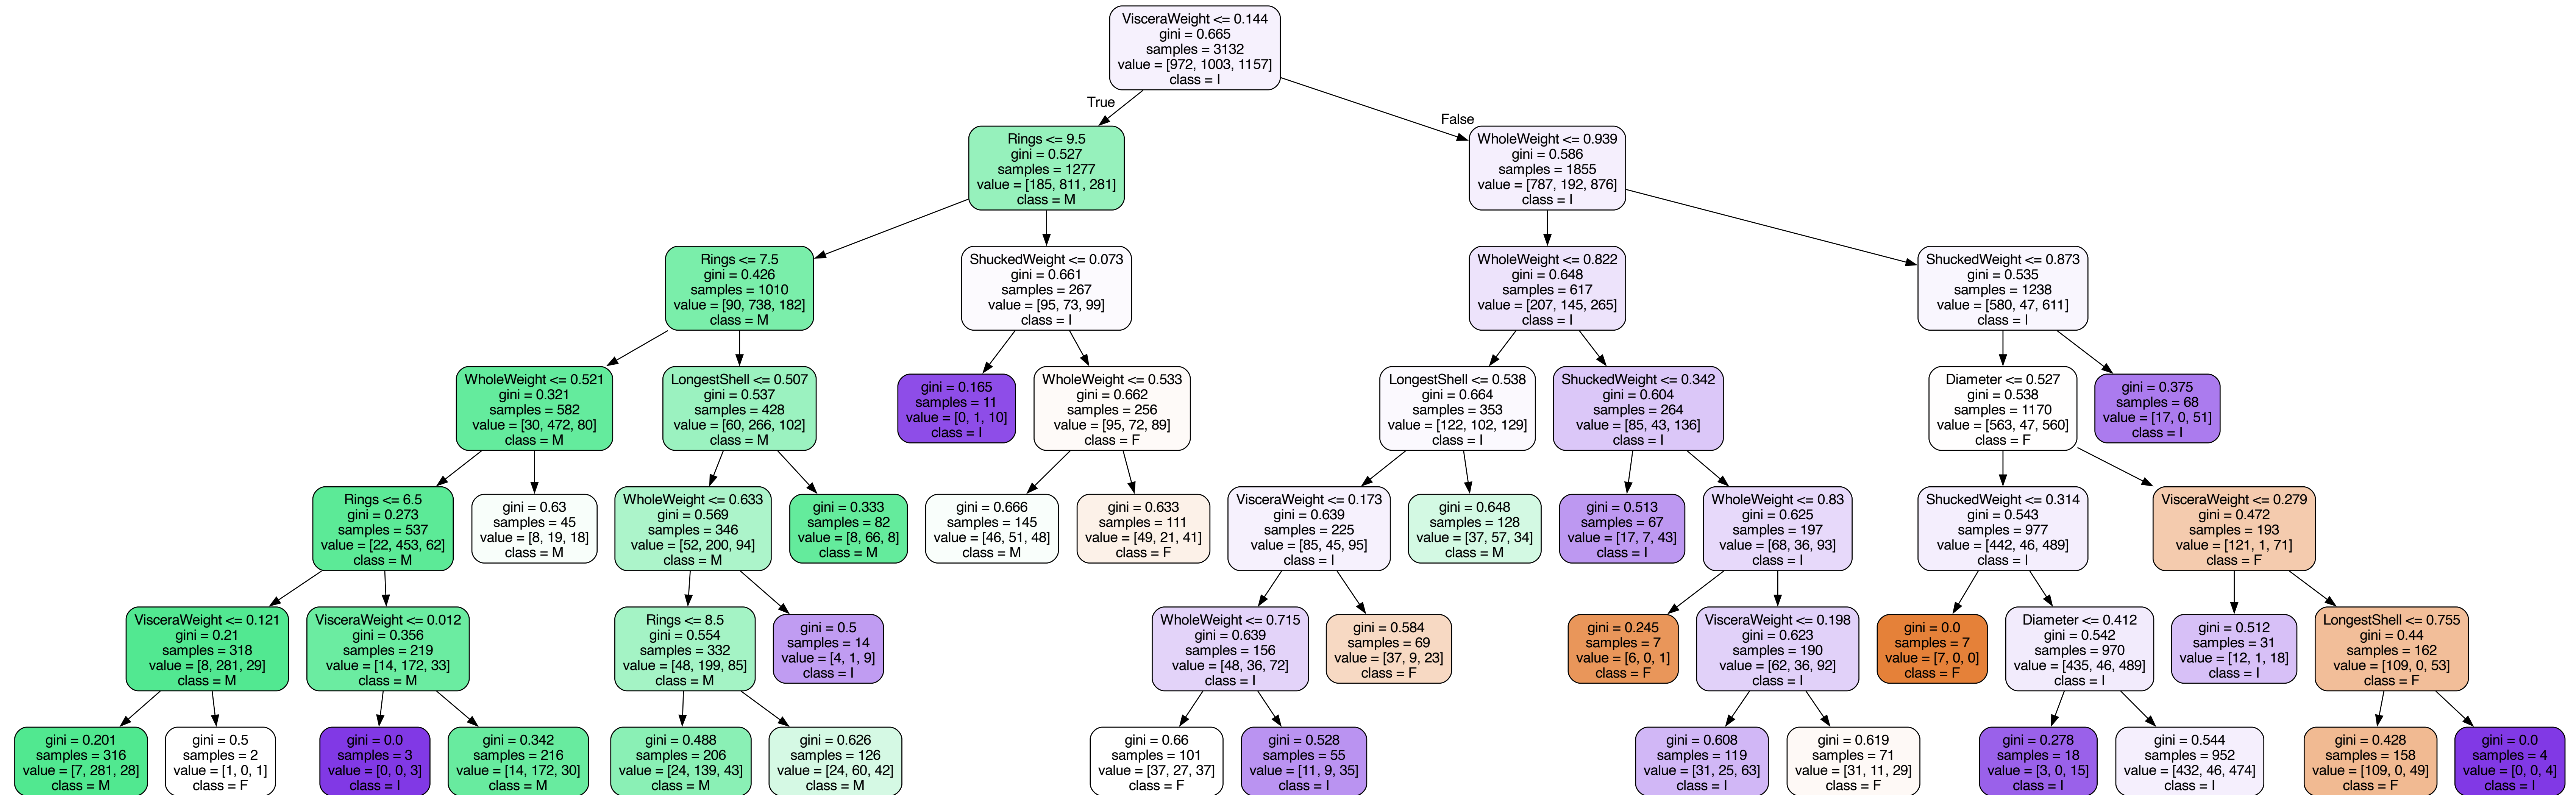 VisceraWeight <= 0.144
gini = 0.665
samples = 3132
value = [972, 1003, 1157]
class = I
True
False
Rings <= 9.5
gini = 0.527
samples = 1277
value = [185, 811, 281]
class = M
WholeWeight <= 0.939
gini = 0.586
samples = 1855
value = [787, 192, 876]
class = I
Rings <= 7.5
gini = 0.426
samples = 1010
value = [90, 738, 182]
class = M
ShuckedWeight <= 0.073
gini = 0.661
samples = 267
value = [95, 73, 99]
class = I
WholeWeight <= 0.822
gini = 0.648
samples = 617
value = [207, 145, 265]
class = I
ShuckedWeight <= 0.873
gini = 0.535
samples = 1238
value = [580, 47, 611]
class = I
WholeWeight <= 0.521
gini = 0.321
samples = 582
value = [30, 472, 80]
class = M
LongestShell <= 0.507
gini = 0.537
samples = 428
value = [60, 266, 102]
class = M
gini = 0.165
samples = 11
value = [0, 1, 10]
class = I
WholeWeight <= 0.533
gini = 0.662
samples = 256
value = [95, 72, 89]
class = F
LongestShell <= 0.538
gini = 0.664
samples = 353
value = [122, 102, 129]
class = I
ShuckedWeight <= 0.342
gini = 0.604
samples = 264
value = [85, 43, 136]
class = I
Diameter <= 0.527
gini = 0.538
samples = 1170
value = [563, 47, 560]
class = F
gini = 0.375
samples = 68
value = [17, 0, 51]
class = I
Rings <= 6.5
gini = 0.273
samples = 537
value = [22, 453, 62]
class = M
gini = 0.63
samples = 45
value = [8, 19, 18]
class = M
WholeWeight <= 0.633
gini = 0.569
samples = 346
value = [52, 200, 94]
class = M
gini = 0.333
samples = 82
value = [8, 66, 8]
class = M
gini = 0.666
samples = 145
value = [46, 51, 48]
class = M
gini = 0.633
samples = 111
value = [49, 21, 41]
class = F
VisceraWeight <= 0.173
gini = 0.639
samples = 225
value = [85, 45, 95]
class = I
gini = 0.648
samples = 128
value = [37, 57, 34]
class = M
gini = 0.513
samples = 67
value = [17, 7, 43]
class = I
WholeWeight <= 0.83
gini = 0.625
samples = 197
value = [68, 36, 93]
class = I
ShuckedWeight <= 0.314
gini = 0.543
samples = 977
value = [442, 46, 489]
class = I
VisceraWeight <= 0.279
gini = 0.472
samples = 193
value = [121, 1, 71]
class = F
VisceraWeight <= 0.121
gini = 0.21
samples = 318
value = [8, 281, 29]
class = M
VisceraWeight <= 0.012
gini = 0.356
samples = 219
value = [14, 172, 33]
class = M
Rings <= 8.5
gini = 0.554
samples = 332
value = [48, 199, 85]
class = M
gini = 0.5
samples = 14
value = [4, 1, 9]
class = I
WholeWeight <= 0.715
gini = 0.639
samples = 156
value = [48, 36, 72]
class = I
gini = 0.584
samples = 69
value = [37, 9, 23]
class = F
gini = 0.245
samples = 7
value = [6, 0, 1]
class = F
VisceraWeight <= 0.198
gini = 0.623
samples = 190
value = [62, 36, 92]
class = I
gini = 0.0
samples = 7
value = [7, 0, 0]
class = F
Diameter <= 0.412
gini = 0.542
samples = 970
value = [435, 46, 489]
class = I
gini = 0.512
samples = 31
value = [12, 1, 18]
class = I
LongestShell <= 0.755
gini = 0.44
samples = 162
value = [109, 0, 53]
class = F
gini = 0.201
samples = 316
value = [7, 281, 28]
class = M
gini = 0.5
samples = 2
value = [1, 0, 1]
class = F
gini = 0.0
samples = 3
value = [0, 0, 3]
class = I
gini = 0.342
samples = 216
value = [14, 172, 30]
class = M
gini = 0.488
samples = 206
value = [24, 139, 43]
class = M
gini = 0.626
samples = 126
value = [24, 60, 42]
class = M
gini = 0.66
samples = 101
value = [37, 27, 37]
class = F
gini = 0.528
samples = 55
value = [11, 9, 35]
class = I
gini = 0.608
samples = 119
value = [31, 25, 63]
class = I
gini = 0.619
samples = 71
value = [31, 11, 29]
class = F
gini = 0.278
samples = 18
value = [3, 0, 15]
class = I
gini = 0.544
samples = 952
value = [432, 46, 474]
class = I
gini = 0.428
samples = 158
value = [109, 0, 49]
class = F
gini = 0.0
samples = 4
value = [0, 0, 4]
class = I